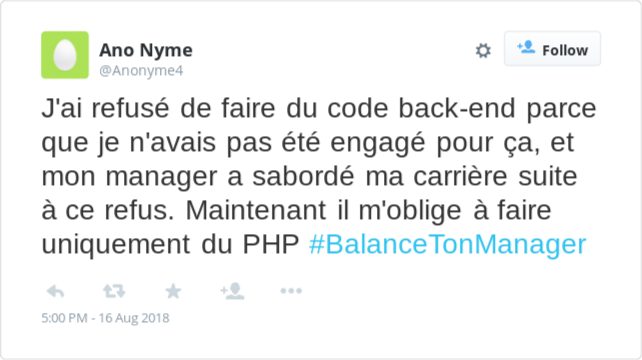 Ano Nyme
Follow
@Anonyme4
J'ai refusé de faire du code back-end parce
que je n'avais pas été engagé pour ça, et
mon manager a sabordé ma carrière suite
à ce refus. Maintenant il m'oblige à faire
uniquement du PHP #BalanceTonManager
5:00 PM - 16 Aug 2018